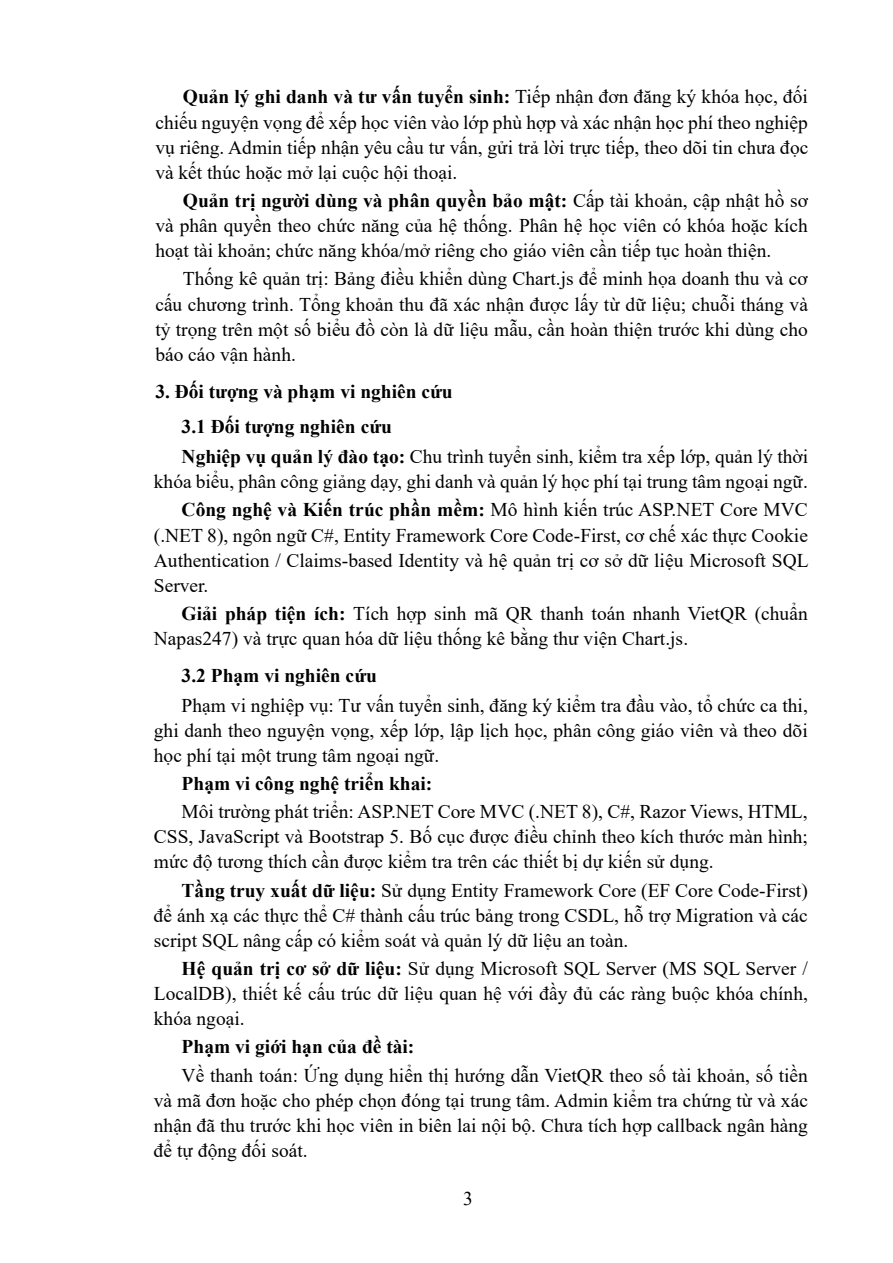 Quản lý ghi danh và tư vấn tuyển sinh: Tiếp nhận đơn đăng ký khóa học, đối
chiếu nguyện vọng để xếp học viên vào lớp phù hợp và xác nhận học phí theo nghiệp
vụ riêng. Admin tiếp nhận yêu cầu tư vấn, gửi trả lời trực tiếp, theo dõi tin chưa đọc
và kết thúc hoặc mở lại cuộc hội thoại.
Quản trị người dùng và phân quyền bảo mật: Cấp tài khoản, cập nhật hồ sơ
và phân quyền theo chức năng của hệ thống. Phân hệ học viên có khóa hoặc kích
hoạt tài khoản; chức năng khóa/mở riêng cho giáo viên cần tiếp tục hoàn thiện.
Thống kê quản trị: Bảng điều khiển dùng Chart.js để minh họa doanh thu và cơ
cấu chương trình. Tổng khoản thu đã xác nhận được lấy từ dữ liệu; chuỗi tháng và
tỷ trọng trên một số biểu đồ còn là dữ liệu mẫu, cần hoàn thiện trước khi dùng cho
báo cáo vận hành.
3. Đối tượng và phạm vi nghiên cứu
3.1 Đối tượng nghiên cứu
Nghiệp vụ quản lý đào tạo: Chu trình tuyển sinh, kiểm tra xếp lớp, quản lý thời
khóa biểu, phân công giảng dạy, ghi danh và quản lý học phí tại trung tâm ngoại ngữ.
Công nghệ và Kiến trúc phần mềm: Mô hình kiến trúc ASP.NET Core MVC
(.NET 8), ngôn ngữ C#, Entity Framework Core Code-First, cơ chế xác thực Cookie
Authentication / Claims-based Identity và hệ quản trị cơ sở dữ liệu Microsoft SQL
Server.
Giải pháp tiện ích: Tích hợp sinh mã QR thanh toán nhanh VietQR (chuẩn
Napas247) và trực quan hóa dữ liệu thống kê bằng thư viện Chart.js.
3.2 Phạm vi nghiên cứu
Phạm vi nghiệp vụ: Tư vấn tuyển sinh, đăng ký kiểm tra đầu vào, tổ chức ca thi,
ghi danh theo nguyện vọng, xếp lớp, lập lịch học, phân công giáo viên và theo dõi
học phí tại một trung tâm ngoại ngữ.
Phạm vi công nghệ triển khai:
Môi trường phát triển: ASP.NET Core MVC (.NET 8), C#, Razor Views, HTML,
CSS, JavaScript và Bootstrap 5. Bố cục được điều chỉnh theo kích thước màn hình;
mức độ tương thích cần được kiểm tra trên các thiết bị dự kiến sử dụng.
Tầng truy xuất dữ liệu: Sử dụng Entity Framework Core (EF Core Code-First)
để ánh xạ các thực thể C# thành cấu trúc bảng trong CSDL, hỗ trợ Migration và các
script SQL nâng cấp có kiểm soát và quản lý dữ liệu an toàn.
Hệ quản trị cơ sở dữ liệu: Sử dụng Microsoft SQL Server (MS SQL Server /
LocalDB), thiết kế cấu trúc dữ liệu quan hệ với đầy đủ các ràng buộc khóa chính,
khóa ngoại.
Phạm vi giới hạn của đề tài:
Về thanh toán: Ứng dụng hiển thị hướng dẫn VietQR theo số tài khoản, số tiền
và mã đơn hoặc cho phép chọn đóng tại trung tâm. Admin kiểm tra chứng từ và xác
nhận đã thu trước khi học viên in biên lai nội bộ. Chưa tích hợp callback ngân hàng
để tự động đối soát.
3